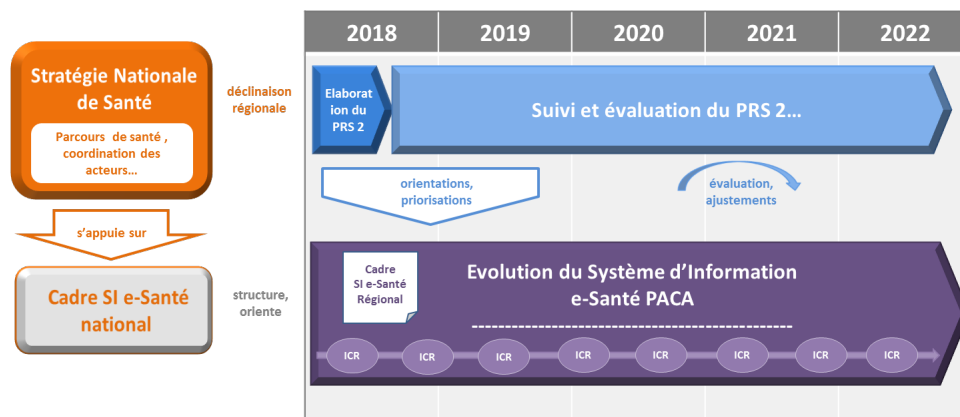 2018 2019 2020 2021 2022
Stratégie Nationale
de Santé
Parcours de santé ,
coordination des
acteurs...
déclinaison
régionale
Elaborat
ion du
PRS 2
Suivi et évaluation du PRS 2...
orientations,
priorisations
évaluation,
ajustements
s'appuie sur
Cadre SI e-Santé
national
structure,
oriente
Cadre
SI e-Santé
Régional
Evolution du Système d'Information
e-Santé PACA
ICR ICR ICR ICR ICR ICR ICR ICR